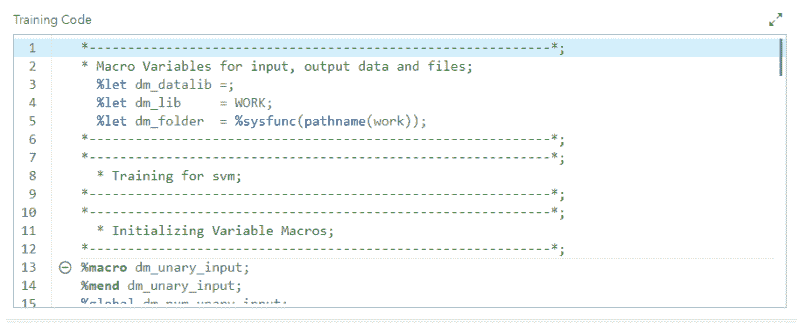 Training Code
1 *----------------------------------------------------------*;
2 * Macro Variables for input, output data and files;
3 %let dm_datalib =;
4 %let dm_lib     = WORK;
5 %let dm_folder  = %sysfunc(pathname(work));
6 *----------------------------------------------------------*;
7 *----------------------------------------------------------*;
8 * Training for svm;
9 *----------------------------------------------------------*;
10 *----------------------------------------------------------*;
11 * Initializing Variable Macros;
12 *----------------------------------------------------------*;
13 %macro dm_unary_input;
14 %mend dm_unary_input;
15 %global dm_num_unary_input;